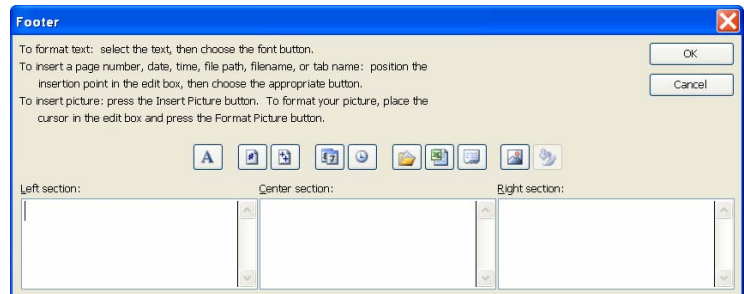 Footer
To format text: select the text, then choose the font button.
To insert a page number, date, time, file path, filename, or tab name: position the
insertion point in the edit box, then choose the appropriate button.
To insert picture: press the Insert Picture button. To format your picture, place the
cursor in the edit box and press the Format Picture button.
OK
Cancel
A
Left section:
Center section:
Right section: